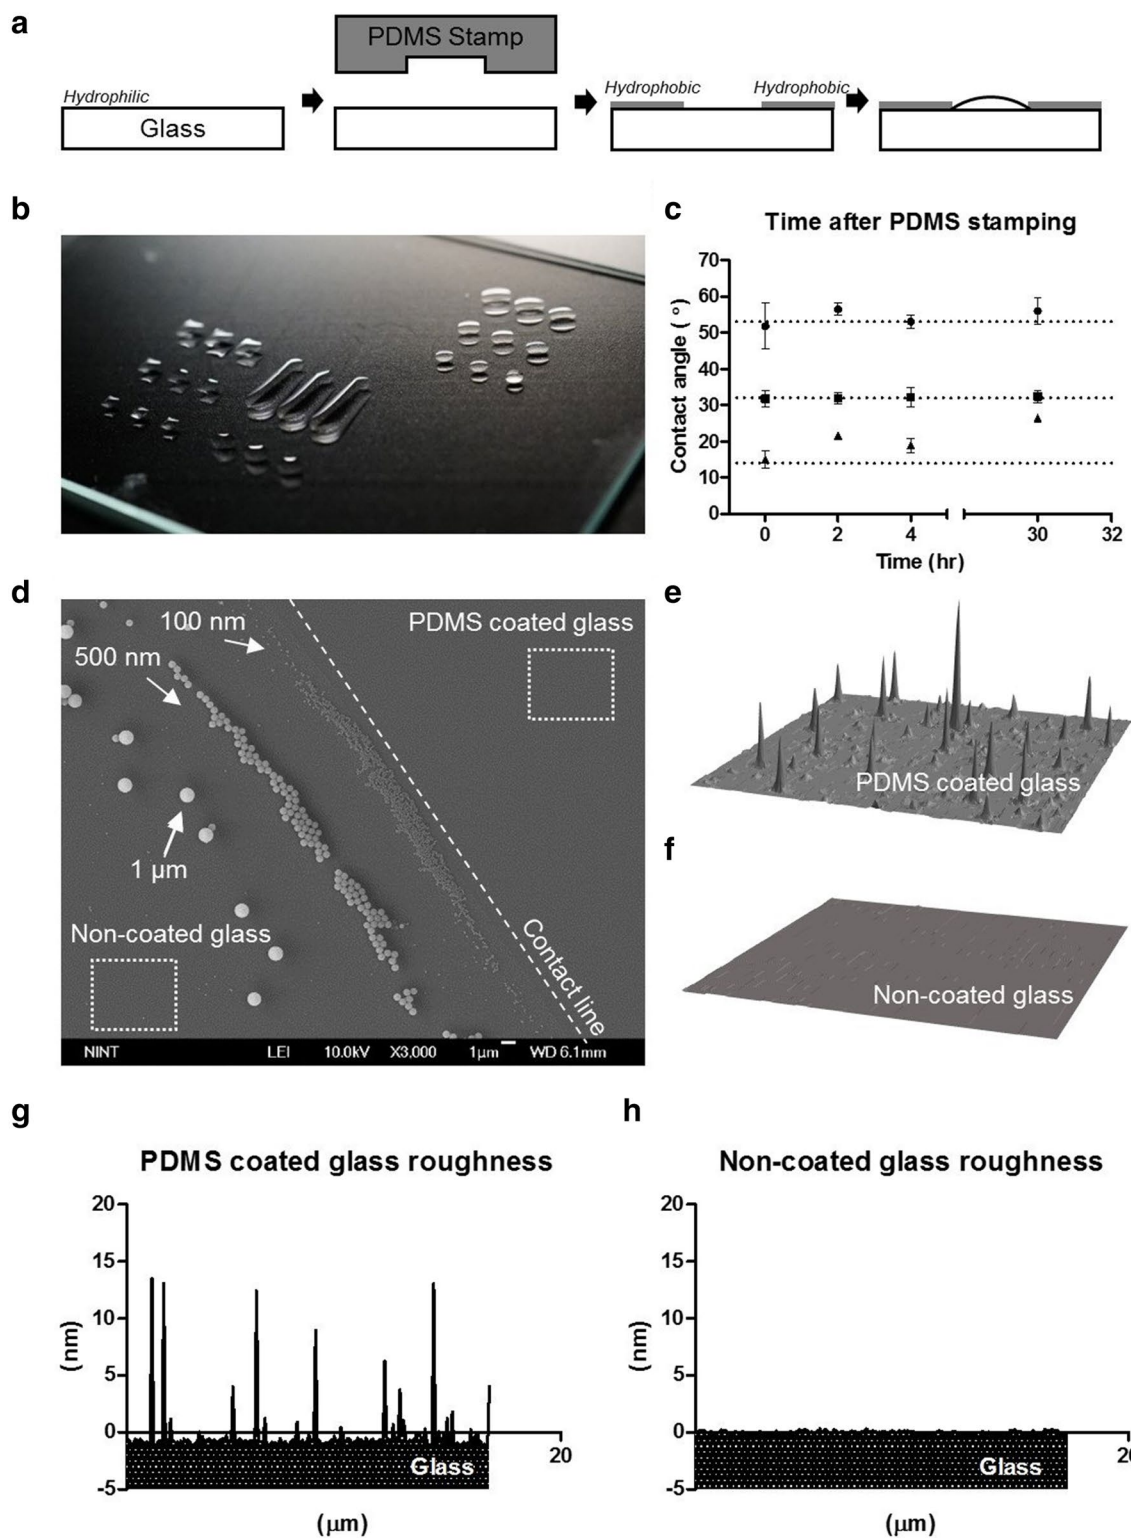 a
PDMS Stamp
Hydrophilic
Glass
Hydrophobic Hydrophobic
b
c
Time after PDMS stamping
Contact angle ( º)
70
60
50
40
30
20
10
0
0 2 4 30 32
Time (hr)
d
100 nm
500 nm
PDMS coated glass
1 µm
Non-coated glass
Contact line
NINT LEI 10.0kV X3,000 1µm WD 6.1mm
e
PDMS coated glass
f
Non-coated glass
g
PDMS coated glass roughness
(nm)
20
15
10
5
0
-5
20
Glass
(µm)
h
Non-coated glass roughness
(nm)
20
15
10
5
0
-5
Glass
(µm)